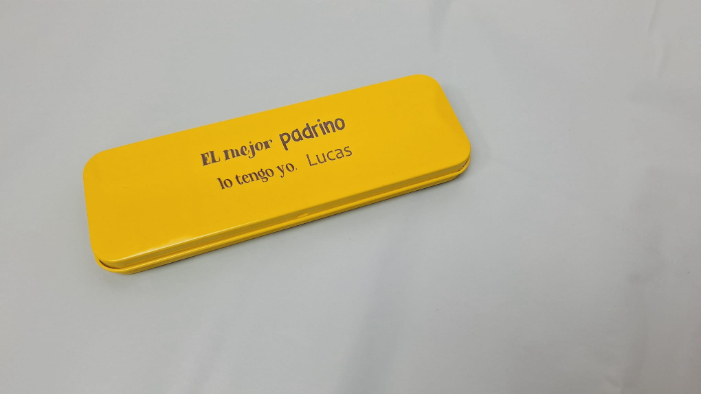 EL mejor padrino
lo tengo yo. Lucas